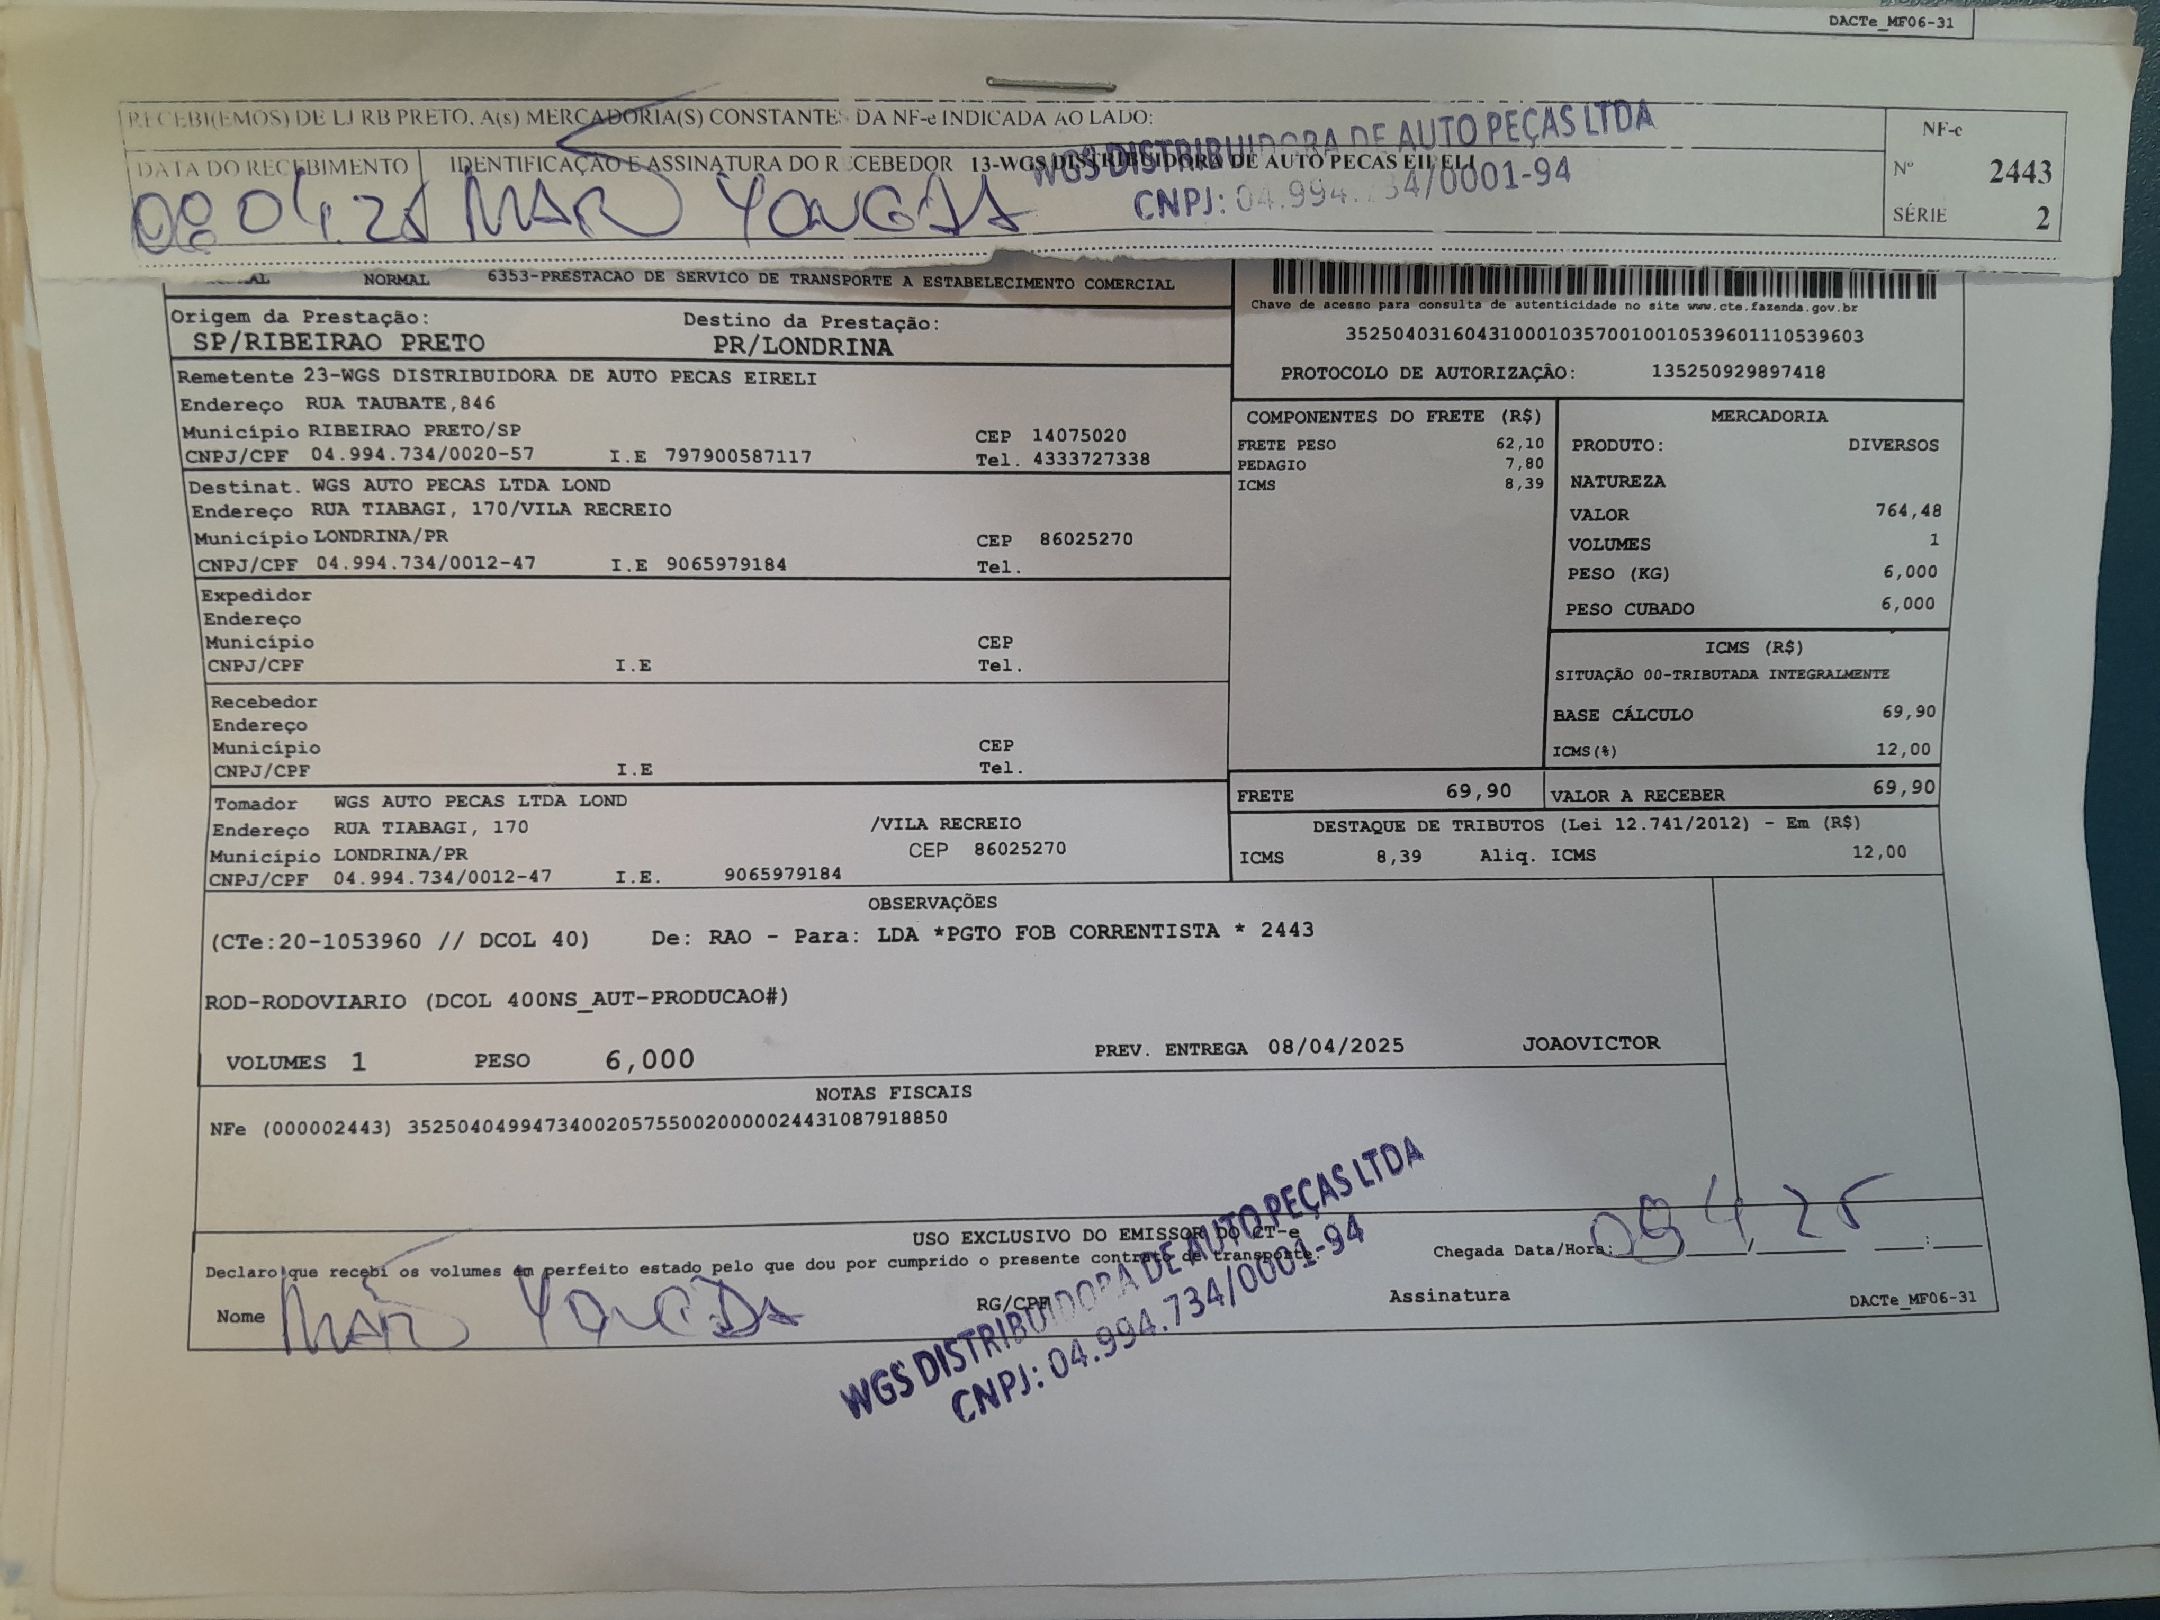 DACTe_MF06-31
RECEBI(EMOS) DE LJ RB PRETO, A(s) MERCADORIA(S) CONSTANTES DA NF-e INDICADA AO LADO:
NF-e
Nº 2443
SÉRIE 2
DATA DO RECEBIMENTO IDENTIFICAÇÃO E ASSINATURA DO RECEBEDOR 13-WGS DISTRIBUIDORA DE AUTO PECAS EIRELI
WGS DISTRIBUIDORA DE AUTO PEÇAS LTDA
CNPJ: 04.994.734/0001-94
NORMAL 6353-PRESTACAO DE SERVICO DE TRANSPORTE A ESTABELECIMENTO COMERCIAL
Chave de acesso para consulta de autenticidade no site www.cte.fazenda.gov.br
35250403160431000103570010010539601110539603
PROTOCOLO DE AUTORIZAÇÃO: 135250929897418
Origem da Prestação: Destino da Prestação:
SP/RIBEIRAO PRETO PR/LONDRINA
Remetente 23-WGS DISTRIBUIDORA DE AUTO PECAS EIRELI
Endereço RUA TAUBATE,846
Município RIBEIRAO PRETO/SP CEP 14075020
CNPJ/CPF 04.994.734/0020-57 I.E 797900587117 Tel. 4333727338
Destinat. WGS AUTO PECAS LTDA LOND
Endereço RUA TIABAGI, 170/VILA RECREIO
Município LONDRINA/PR CEP 86025270
CNPJ/CPF 04.994.734/0012-47 I.E 9065979184 Tel.
Expedidor
Endereço
Município CEP
CNPJ/CPF I.E Tel.
Recebedor
Endereço
Município CEP
CNPJ/CPF I.E Tel.
Tomador WGS AUTO PECAS LTDA LOND
Endereço RUA TIABAGI, 170 /VILA RECREIO
Município LONDRINA/PR CEP 86025270
CNPJ/CPF 04.994.734/0012-47 I.E. 9065979184
COMPONENTES DO FRETE (R$)
FRETE PESO 62,10
PEDAGIO 7,80
ICMS 8,39
MERCADORIA
PRODUTO: DIVERSOS
NATUREZA
VALOR 764,48
VOLUMES 1
PESO (KG) 6,000
PESO CUBADO 6,000
ICMS (R$)
SITUAÇÃO 00-TRIBUTADA INTEGRALMENTE
BASE CÁLCULO 69,90
ICMS(%) 12,00
FRETE 69,90 VALOR A RECEBER 69,90
DESTAQUE DE TRIBUTOS (Lei 12.741/2012) - Em (R$)
ICMS 8,39 Aliq. ICMS 12,00
OBSERVAÇÕES
(CTe:20-1053960 // DCOL 40) De: RAO - Para: LDA *PGTO FOB CORRENTISTA * 2443
ROD-RODOVIARIO (DCOL 400NS_AUT-PRODUCAO#)
VOLUMES 1 PESO 6,000 PREV. ENTREGA 08/04/2025 JOAOVICTOR
NOTAS FISCAIS
NFe (000002443) 35250404994734002057550020000024431087918850
USO EXCLUSIVO DO EMISSOR DO CT-e
Declaro que recebi os volumes em perfeito estado pelo que dou por cumprido o presente contrato de transporte.
Chegada Data/Hora:
Nome RG/CPF Assinatura
DACTe_MF06-31
WGS DISTRIBUIDORA DE AUTO PEÇAS LTDA
CNPJ: 04.994.734/0001-94